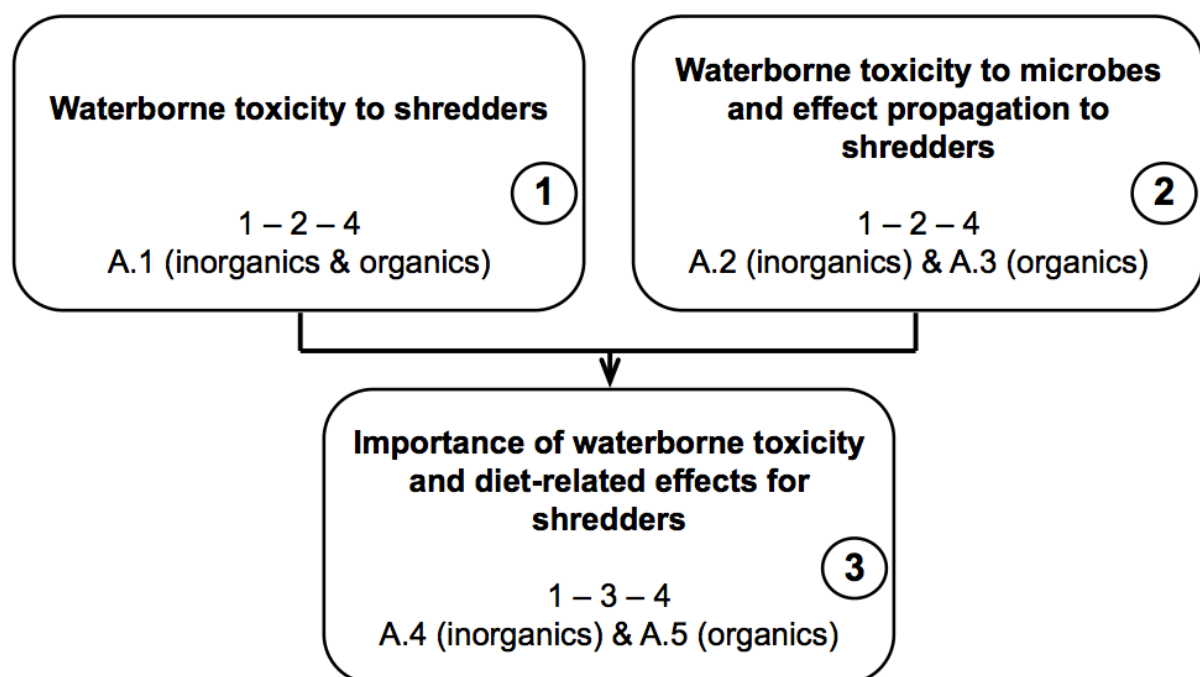 Waterborne toxicity to shredders
1
1 – 2 – 4
A.1 (inorganics & organics)
Waterborne toxicity to microbes
and effect propagation to
shredders
2
1 – 2 – 4
A.2 (inorganics) & A.3 (organics)
Importance of waterborne toxicity
and diet-related effects for
shredders
3
1 – 3 – 4
A.4 (inorganics) & A.5 (organics)